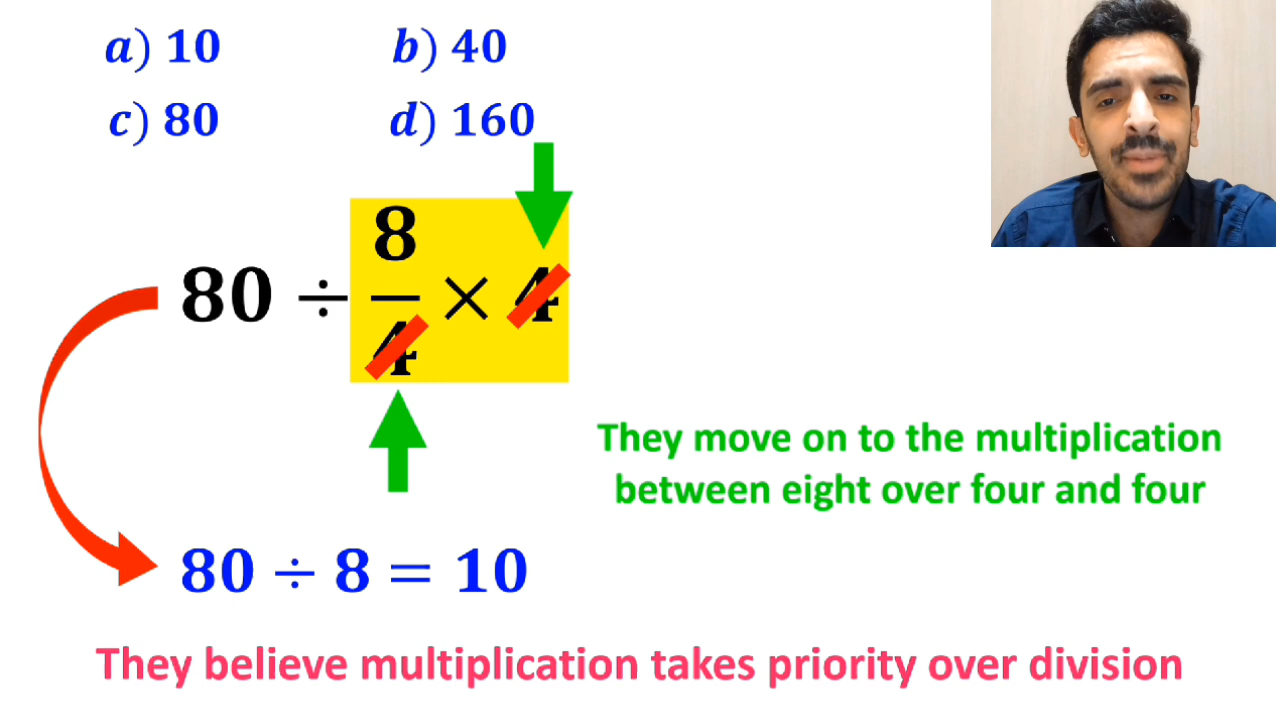 a) 10 b) 40
c) 80 d) 160
80 ÷ 8/4 × 4
They move on to the multiplication
between eight over four and four
80 ÷ 8 = 10
They believe multiplication takes priority over division